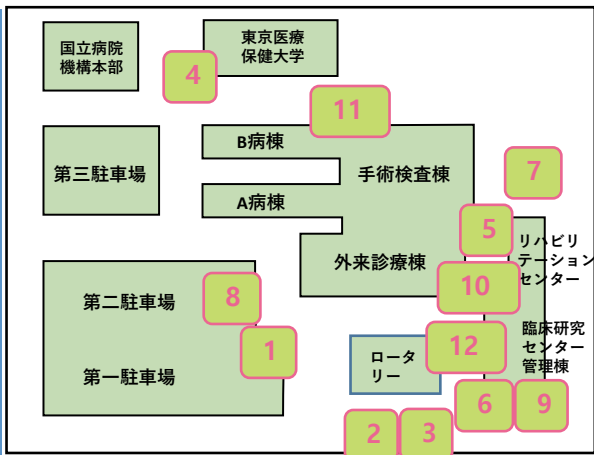 国立病院
機構本部
東京医療
保健大学
4
11
B病棟
第三駐車場
手術検査棟
7
A病棟
5
リハビリ
テーション
センター
外来診療棟
10
第二駐車場
8
1
12
ロータ
リー
臨床研究
センター
管理棟
第一駐車場
6
9
2
3